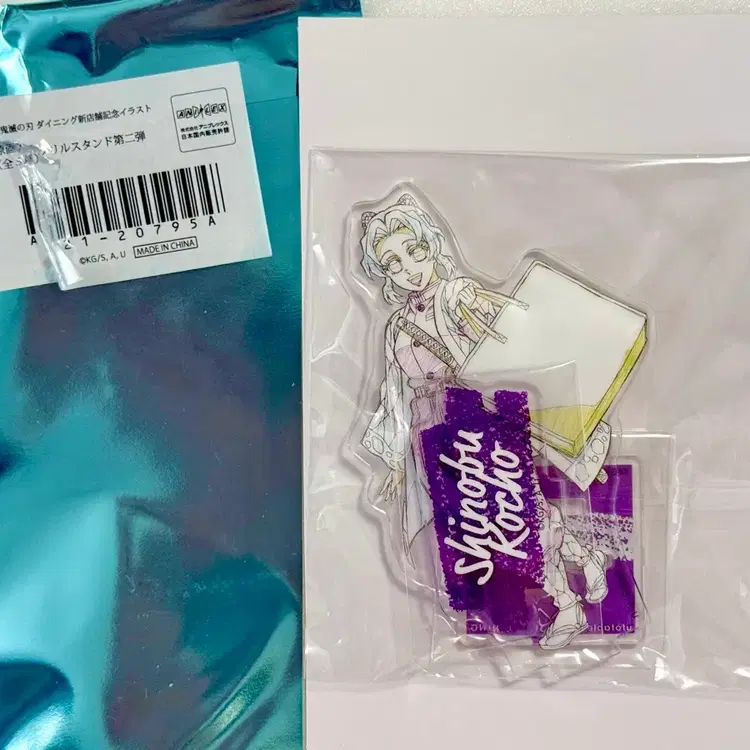 鬼滅の刃 ダイニング新店舗記念イラスト
リルスタンド第二弾
ANIPLEX
株式会社アニプレックス
日本国内販売許諾
A 21-20795A
©KG/S, A, U MADE IN CHINA
Shinobu
Kocho